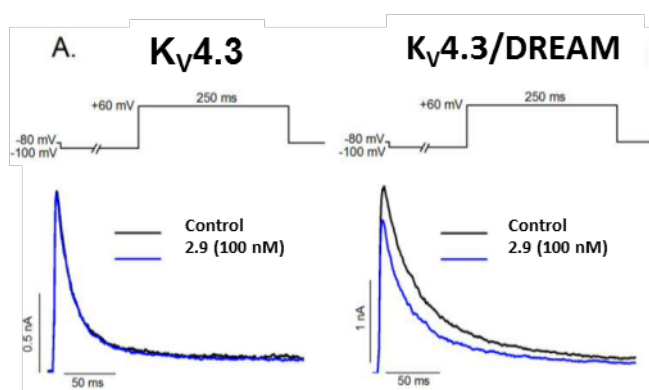 A.
K_V4.3
K_V4.3/DREAM
+60 mV
250 ms
-80 mV
-100 mV
+60 mV
250 ms
-80 mV
-100 mV
Control
2.9 (100 nM)
0.5 nA
50 ms
Control
2.9 (100 nM)
1 nA
50 ms